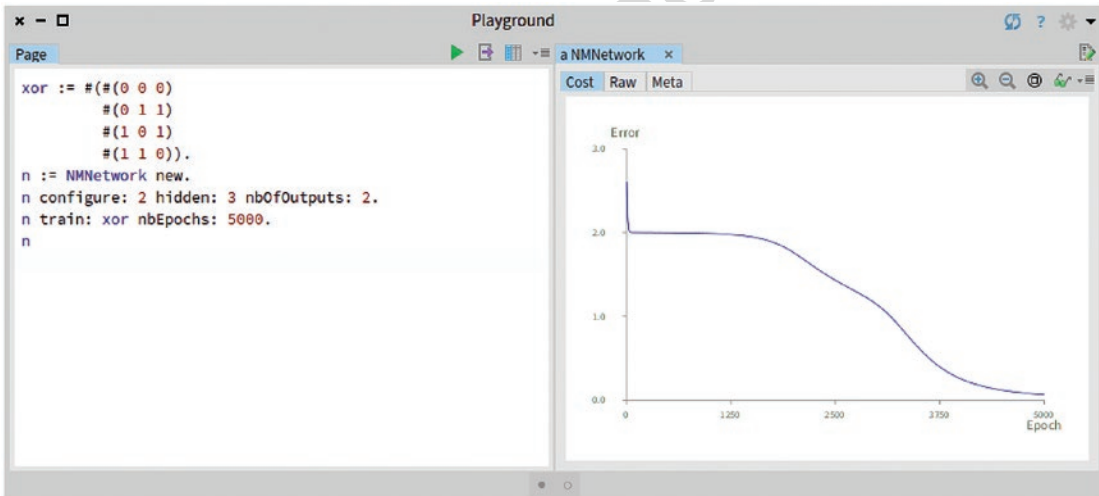 Playground
?
Page
a NMNetwork ×
xor := #(#(0 0 0)
#(0 1 1)
#(1 0 1)
#(1 1 0)).
n := NMNetwork new.
n configure: 2 hidden: 3 nbOfOutputs: 2.
n train: xor nbEpochs: 5000.
n
Cost Raw Meta
Error
3.0
2.0
1.0
0.0
0 1250 2500 3750 5000
Epoch